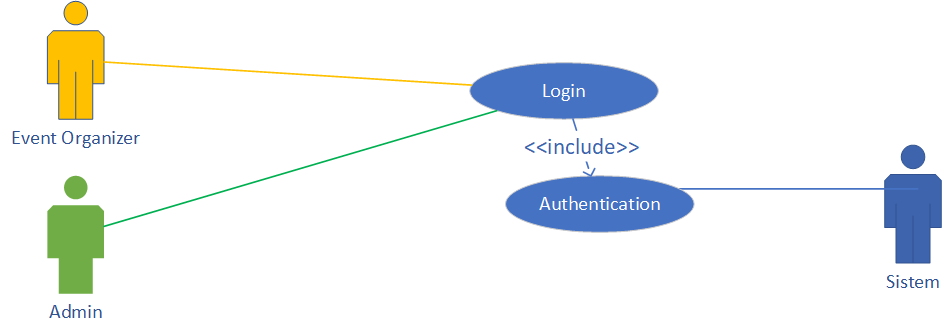 Event Organizer
Login
<<include>>
Authentication
Sistem
Admin